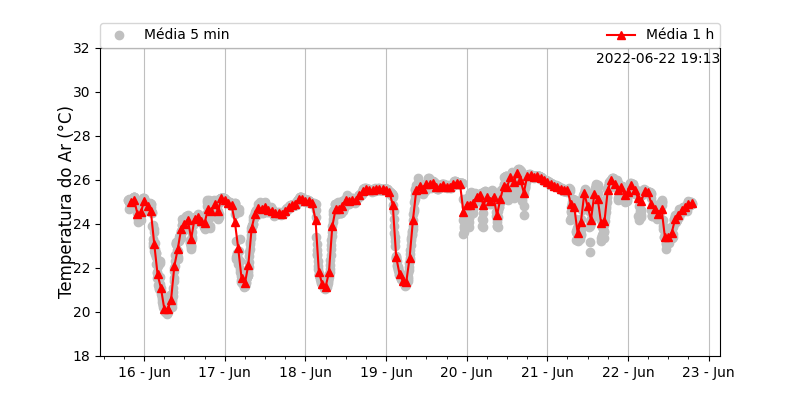 Média 5 min
Média 1 h
2022-06-22 19:13
Temperatura do Ar (°C)
32
30
28
26
24
22
20
18
16 - Jun
17 - Jun
18 - Jun
19 - Jun
20 - Jun
21 - Jun
22 - Jun
23 - Jun